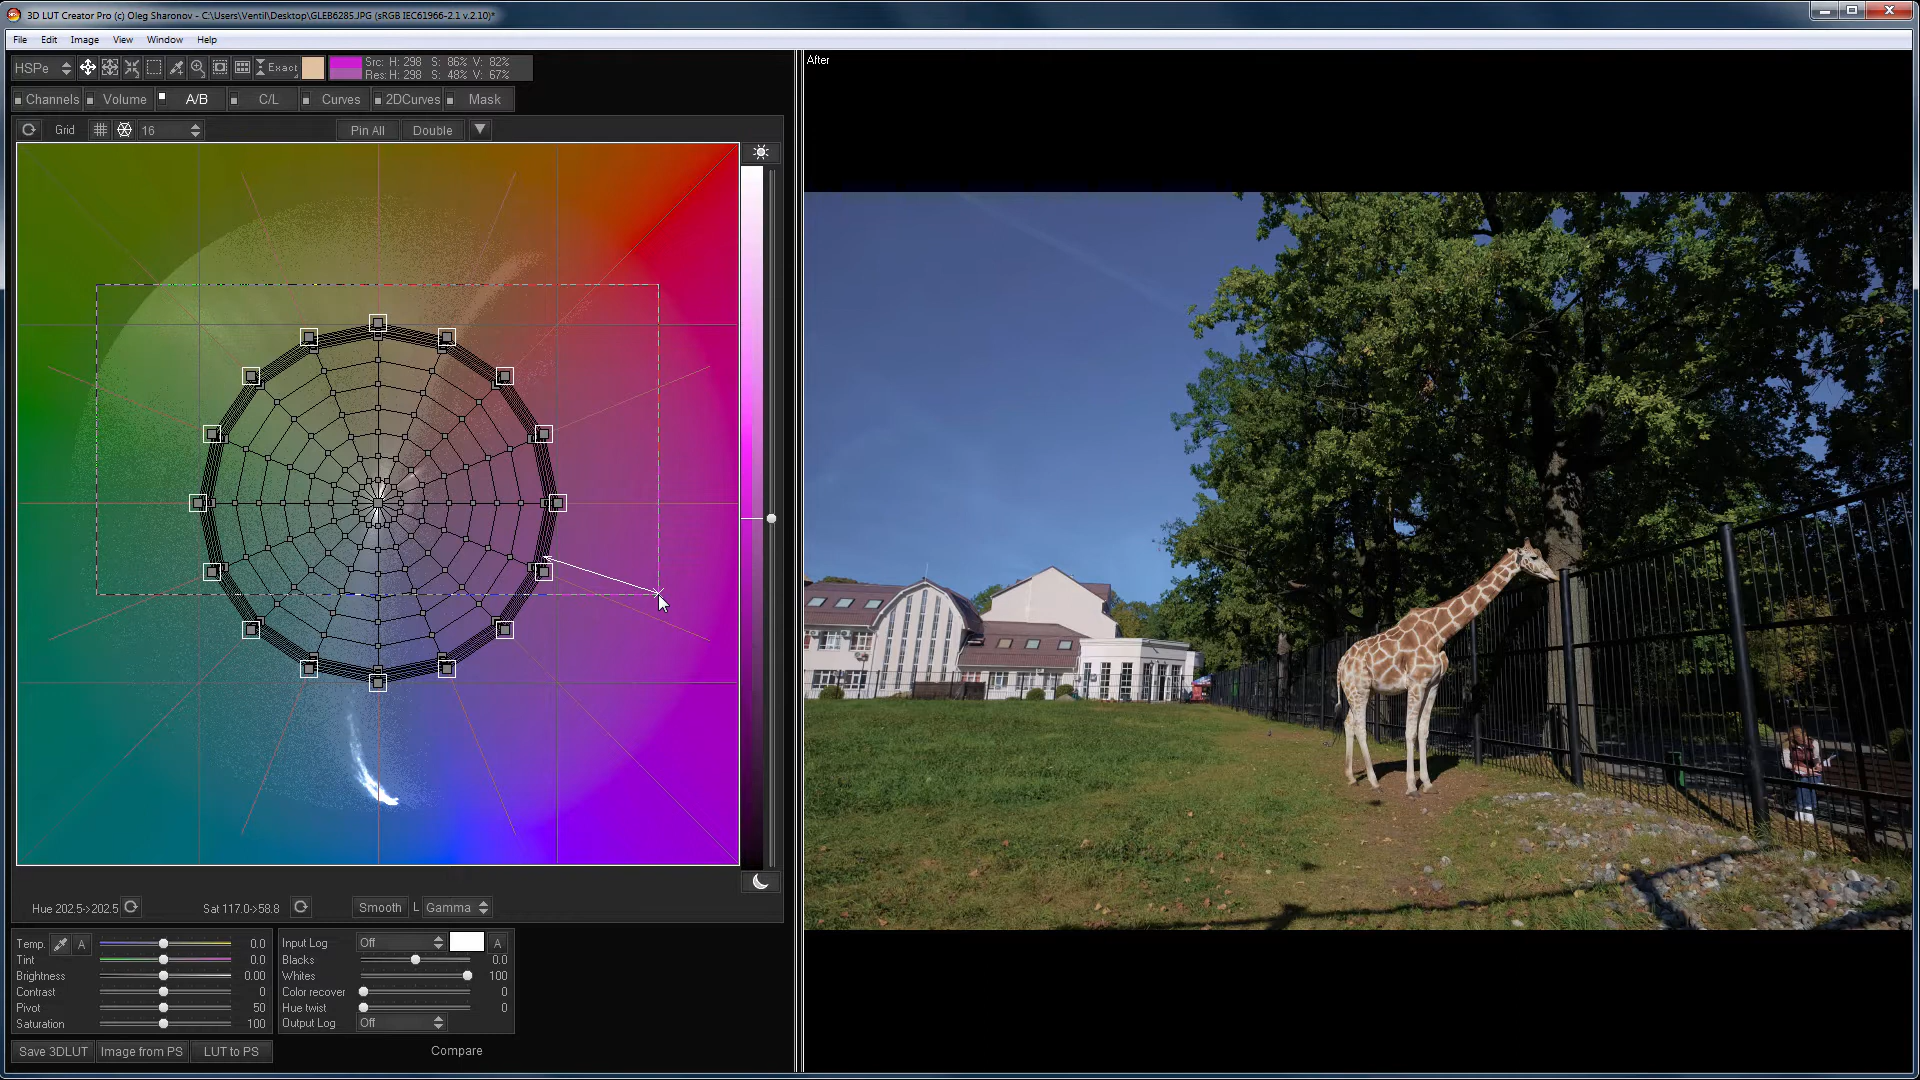 3D LUT Creator Pro (c) Oleg Sharonov - C:\Users\Ventil\Desktop\GLEB6285.JPG (sRGB IEC61966-2.1 v.2.10)*
File Edit Image View Window Help
HSPe Exact Src: H: 298 S: 86% V: 82%
Res: H: 298 S: 48% V: 67%
After
Channels Volume A/B C/L Curves 2DCurves Mask
Grid 16 Pin All Double
Hue 202.5->202.5 Sat 117.0->58.8 Smooth L Gamma
Temp. A 0.0 Input Log Off A
Tint 0.0 Blacks 0.0
Brightness 0.00 Whites 100
Contrast 0 Color recover 0
Pivot 50 Hue twist 0
Saturation 100 Output Log Off
Save 3DLUT Image from PS LUT to PS Compare